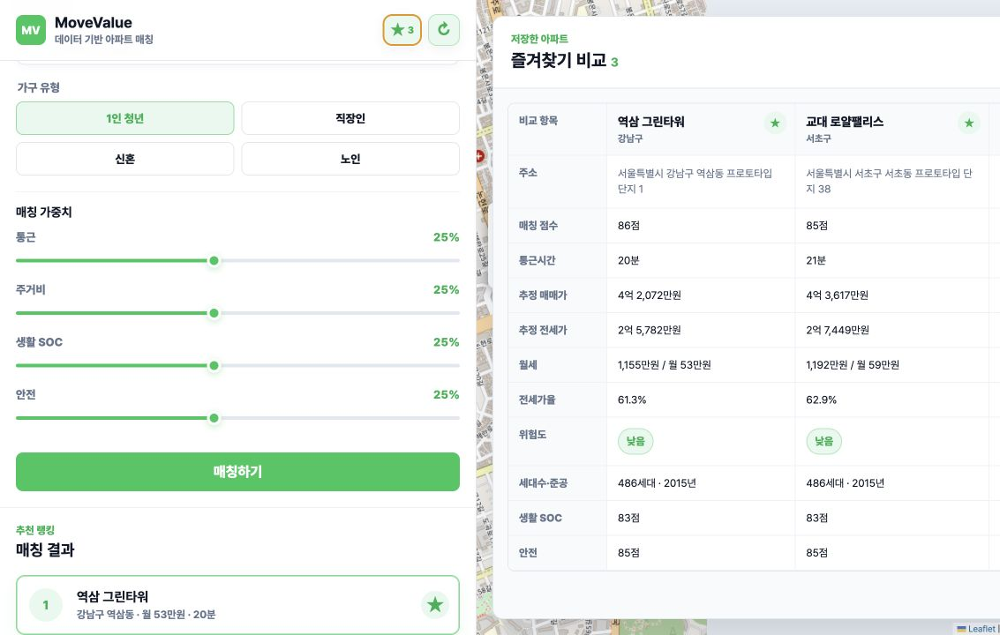 MV
MoveValue
데이터 기반 아파트 매칭
★ 3
가구 유형
1인 청년
직장인
신혼
노인
매칭 가중치
통근 25%
주거비 25%
생활 SOC 25%
안전 25%
매칭하기
추천 랭킹
매칭 결과
1
역삼 그린타워
강남구 역삼동 · 월 53만원 · 20분
저장한 아파트
즐겨찾기 비교 3
비교 항목 역삼 그린타워 교대 로얄팰리스
강남구 서초구
주소 서울특별시 강남구 역삼동 프로토타입 서울특별시 서초구 서초동 프로토타입 단
단지 1 지 38
매칭 점수 86점 85점
통근시간 20분 21분
추정 매매가 4억 2,072만원 4억 3,617만원
추정 전세가 2억 5,782만원 2억 7,449만원
월세 1,155만원 / 월 53만원 1,192만원 / 월 59만원
전세가율 61.3% 62.9%
위험도 낮음 낮음
세대수·준공 486세대 · 2015년 486세대 · 2015년
생활 SOC 83점 83점
안전 85점 85점
Leaflet |